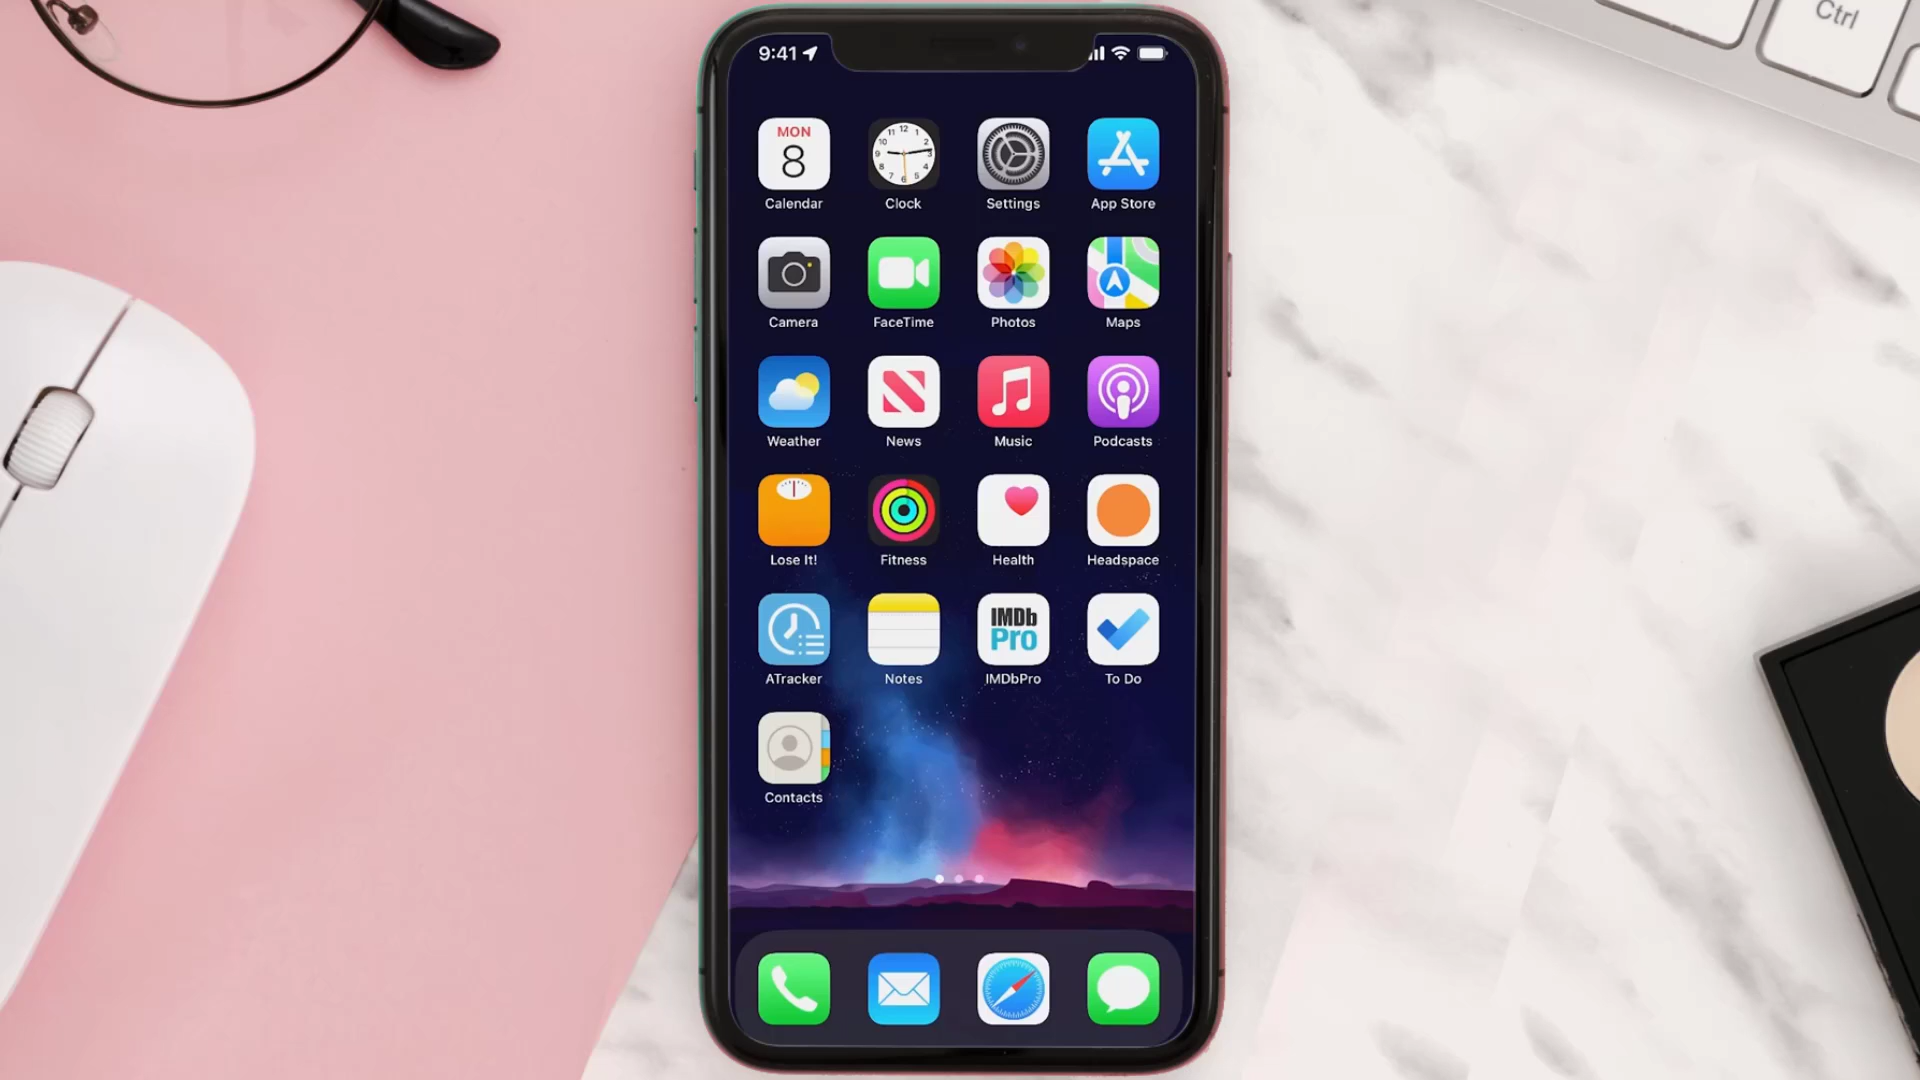 Ctrl
9:41
MON
8
Calendar
Clock
Settings
App Store
Camera
FaceTime
Photos
Maps
Weather
News
Music
Podcasts
Lose It!
Fitness
Health
Headspace
IMDb
Pro
ATracker
Notes
IMDbPro
To Do
Contacts